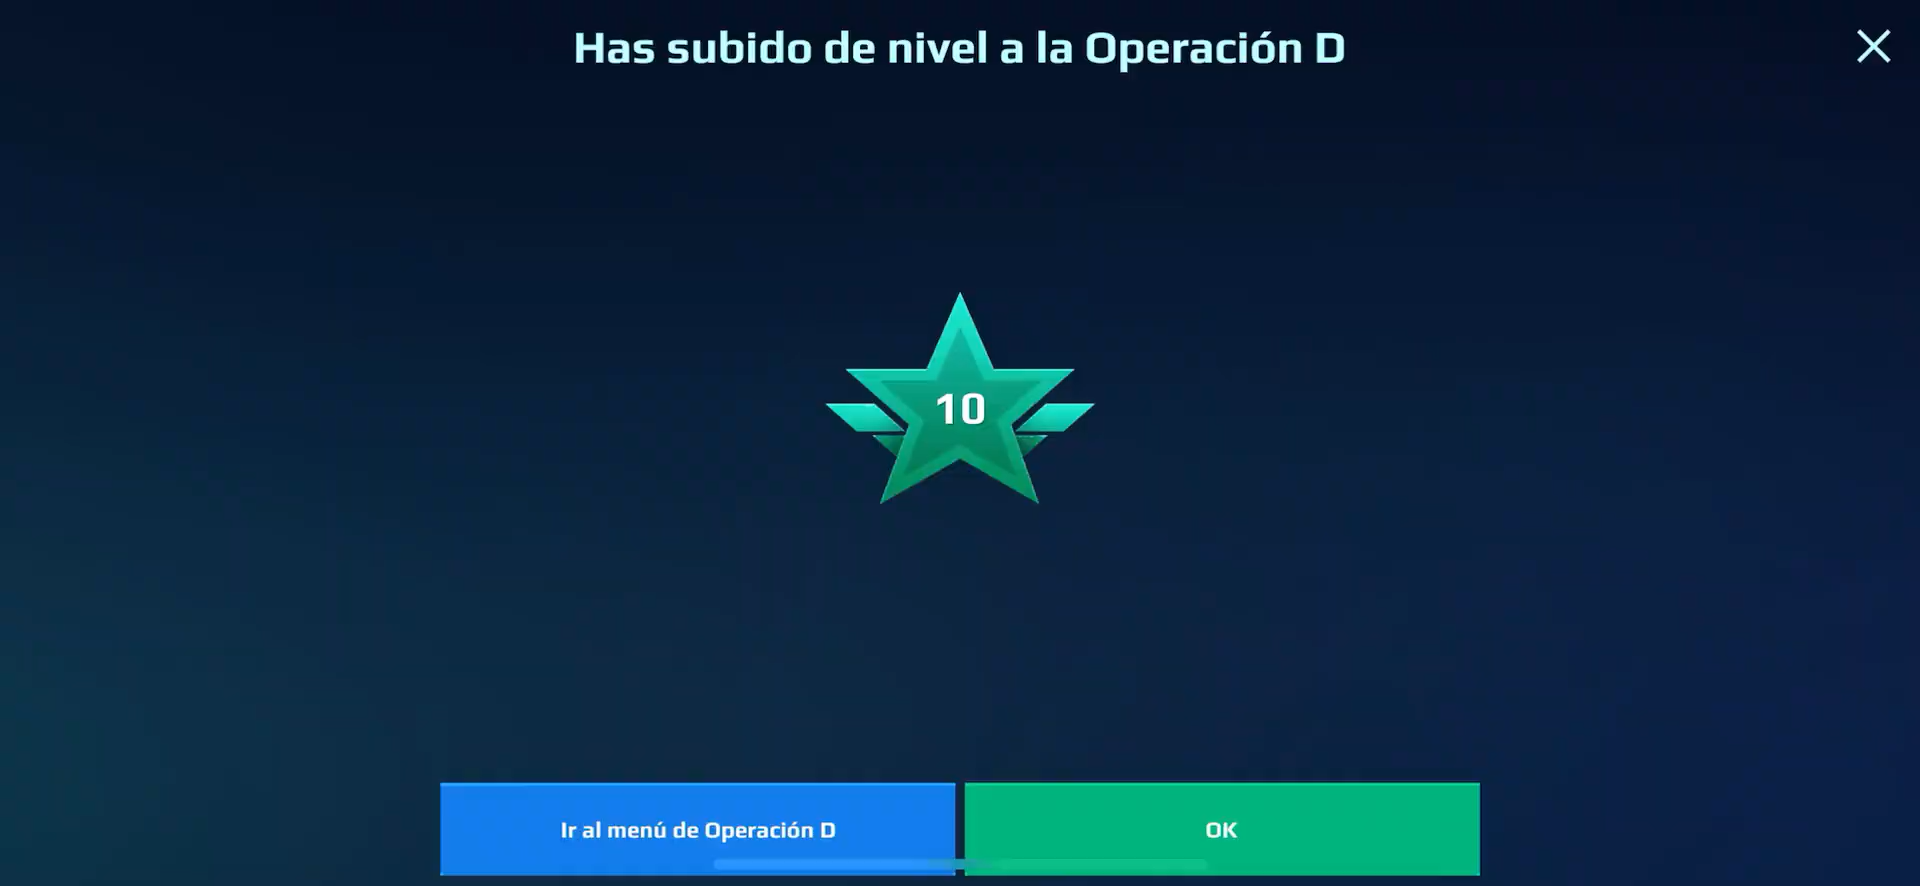 Has subido de nivel a la Operación D
10
Ir al menú de Operación D
OK